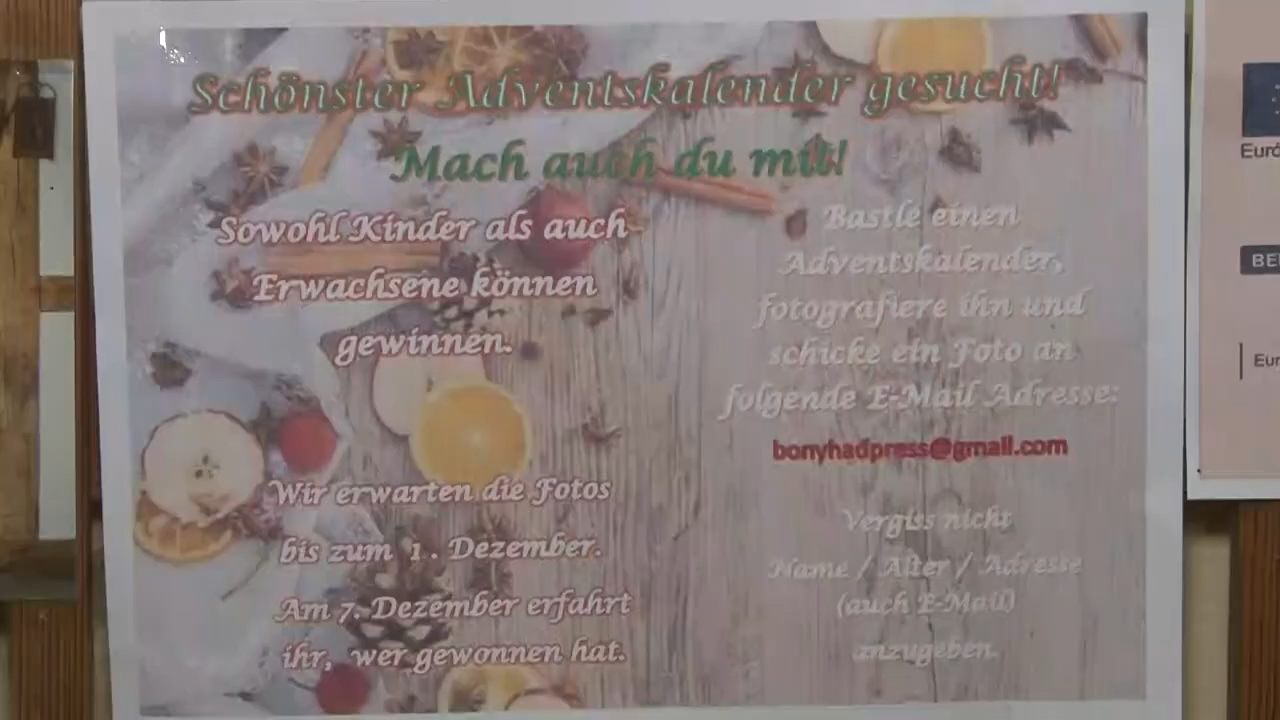 Schönster Adventskalender gesucht!
Mach auch du mit!
Sowohl Kinder als auch
Erwachsene können
gewinnen.
Wir erwarten die Fotos
bis zum 1. Dezember.
Am 7. Dezember erfahrt
ihr, wer gewonnen hat.
Bastle einen
Adventskalender,
fotografiere ihn und
schicke ein Foto an
folgende E-Mail Adresse:
bonyhadpress@gmail.com
Vergiss nicht
Name / Alter / Adresse
(auch E-Mail)
anzugeben.